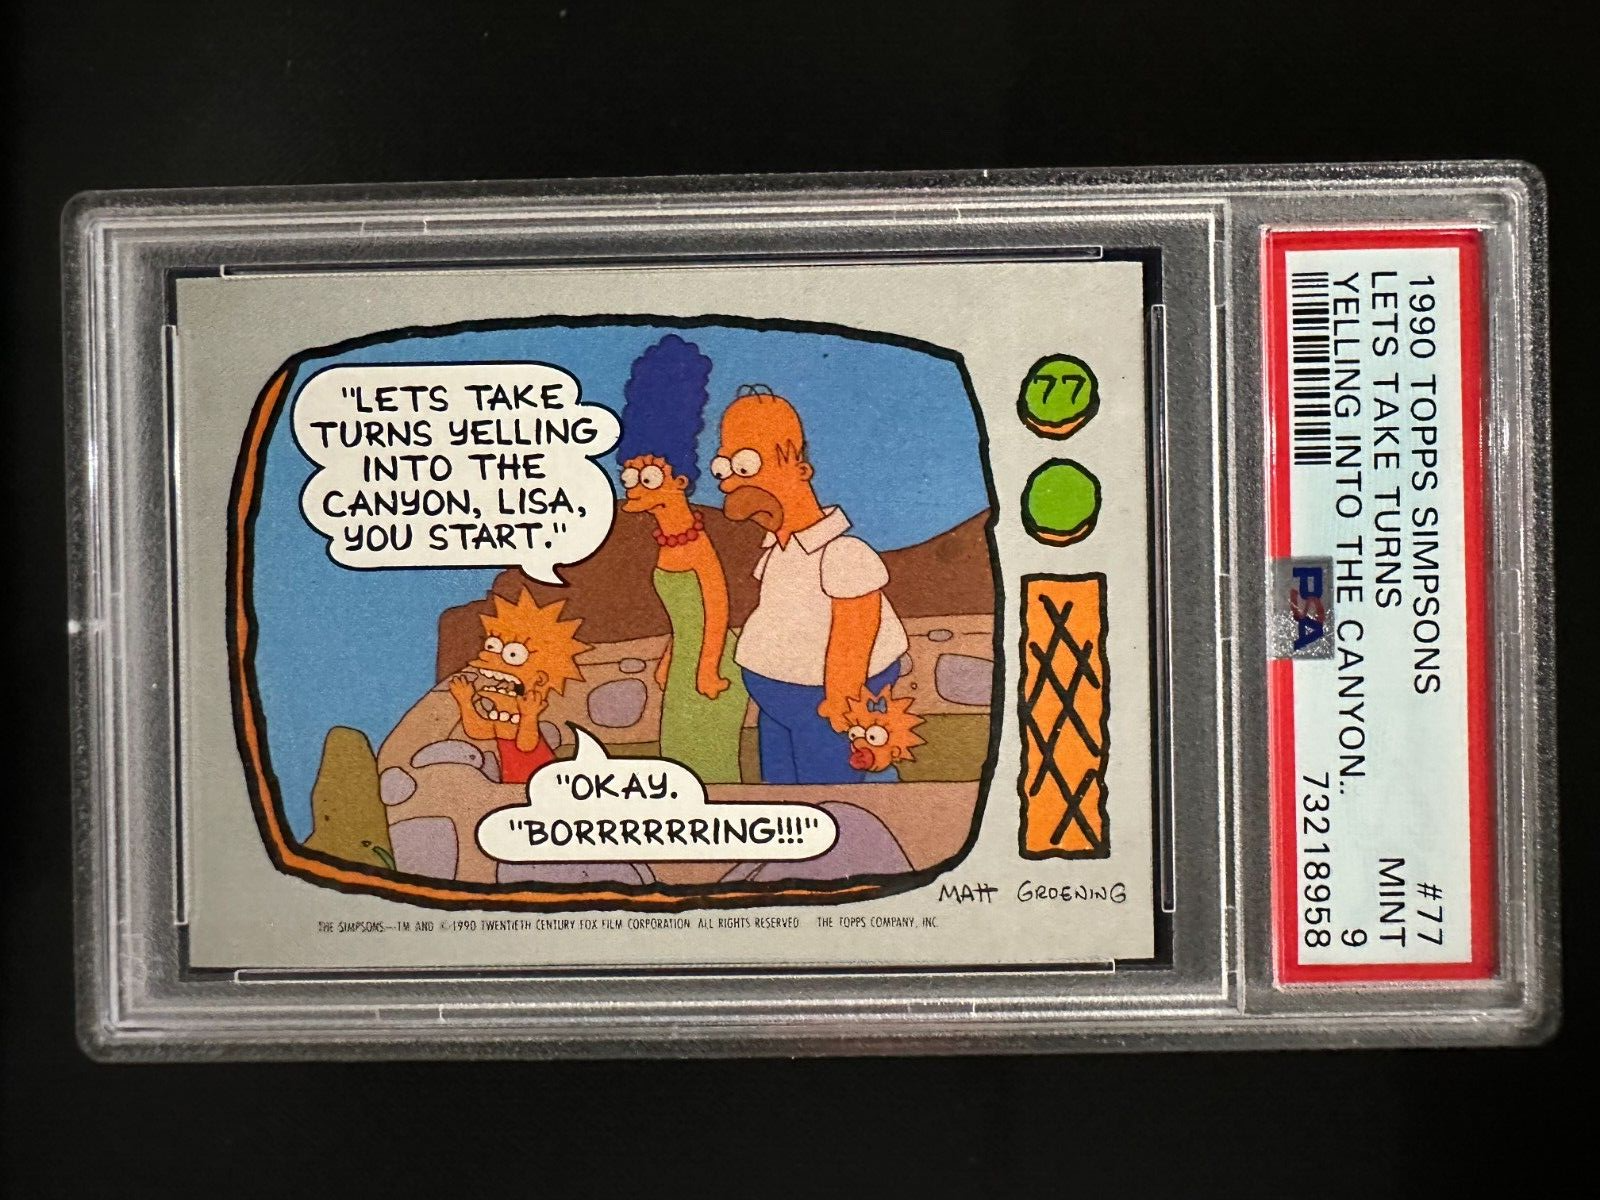 "LETS TAKE
TURNS YELLING
INTO THE
CANYON, LISA,
YOU START."
"OKAY.
"BORRRRRRING!!!"
77
MATT GROENING
THE SIMPSONS—TM AND ©1990 TWENTIETH CENTURY FOX FILM CORPORATION ALL RIGHTS RESERVED THE TOPPS COMPANY, INC.
1990 TOPPS SIMPSONS #77
LETS TAKE TURNS MINT
YELLING INTO THE CANYON.. 9
73218958
PSA